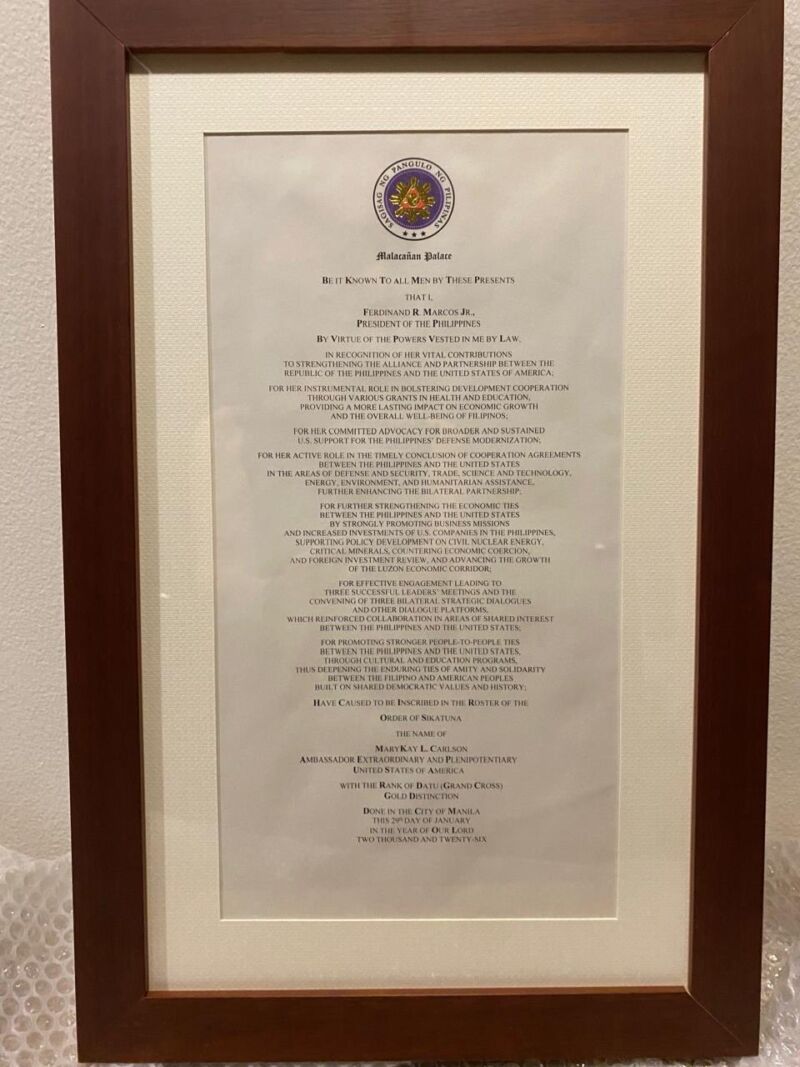 SAGISAG NG PANGULO NG PILIPINAS
Malacañan Palace
BE IT KNOWN TO ALL MEN BY THESE PRESENTS
THAT I,
FERDINAND R. MARCOS JR.,
PRESIDENT OF THE PHILIPPINES
BY VIRTUE OF THE POWERS VESTED IN ME BY LAW,
IN RECOGNITION OF HER VITAL CONTRIBUTIONS
TO STRENGTHENING THE ALLIANCE AND PARTNERSHIP BETWEEN THE
REPUBLIC OF THE PHILIPPINES AND THE UNITED STATES OF AMERICA;
FOR HER INSTRUMENTAL ROLE IN BOLSTERING DEVELOPMENT COOPERATION
THROUGH VARIOUS GRANTS IN HEALTH AND EDUCATION,
PROVIDING A MORE LASTING IMPACT ON ECONOMIC GROWTH
AND THE OVERALL WELL-BEING OF FILIPINOS;
FOR HER COMMITTED ADVOCACY FOR BROADER AND SUSTAINED
U.S. SUPPORT FOR THE PHILIPPINES' DEFENSE MODERNIZATION;
FOR HER ACTIVE ROLE IN THE TIMELY CONCLUSION OF COOPERATION AGREEMENTS
BETWEEN THE PHILIPPINES AND THE UNITED STATES
IN THE AREAS OF DEFENSE AND SECURITY, TRADE, SCIENCE AND TECHNOLOGY,
ENERGY, ENVIRONMENT, AND HUMANITARIAN ASSISTANCE,
FURTHER ENHANCING THE BILATERAL PARTNERSHIP;
FOR FURTHER STRENGTHENING THE ECONOMIC TIES
BETWEEN THE PHILIPPINES AND THE UNITED STATES
BY STRONGLY PROMOTING BUSINESS MISSIONS
AND INCREASED INVESTMENTS OF U.S. COMPANIES IN THE PHILIPPINES,
SUPPORTING POLICY DEVELOPMENT ON CIVIL NUCLEAR ENERGY,
CRITICAL MINERALS, COUNTERING ECONOMIC COERCION,
AND FOREIGN INVESTMENT REVIEW, AND ADVANCING THE GROWTH
OF THE LUZON ECONOMIC CORRIDOR;
FOR EFFECTIVE ENGAGEMENT LEADING TO
THREE SUCCESSFUL LEADERS' MEETINGS AND THE
CONVENING OF THREE BILATERAL STRATEGIC DIALOGUES
AND OTHER DIALOGUE PLATFORMS,
WHICH REINFORCED COLLABORATION IN AREAS OF SHARED INTEREST
BETWEEN THE PHILIPPINES AND THE UNITED STATES;
FOR PROMOTING STRONGER PEOPLE-TO-PEOPLE TIES
BETWEEN THE PHILIPPINES AND THE UNITED STATES,
THROUGH CULTURAL AND EDUCATION PROGRAMS,
THUS DEEPENING THE ENDURING TIES OF AMITY AND SOLIDARITY
BETWEEN THE FILIPINO AND AMERICAN PEOPLES
BUILT ON SHARED DEMOCRATIC VALUES AND HISTORY;
HAVE CAUSED TO BE INSCRIBED IN THE ROSTER OF THE
ORDER OF SIKATUNA
THE NAME OF
MARYKAY L. CARLSON
AMBASSADOR EXTRAORDINARY AND PLENIPOTENTIARY
UNITED STATES OF AMERICA
WITH THE RANK OF DATU (GRAND CROSS)
GOLD DISTINCTION
DONE IN THE CITY OF MANILA
THIS 29th DAY OF JANUARY
IN THE YEAR OF OUR LORD
TWO THOUSAND AND TWENTY-SIX